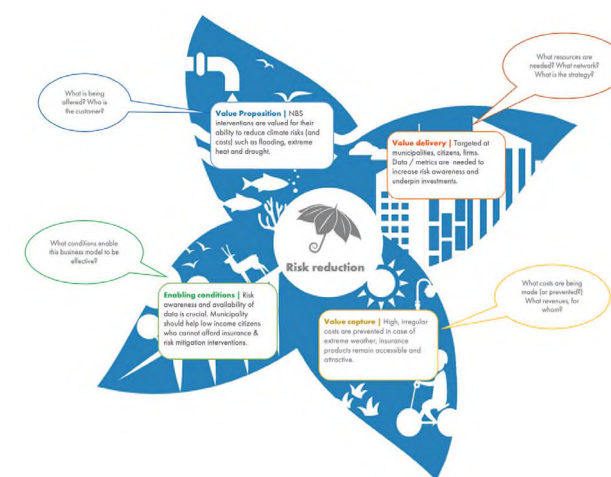 What is being
offered? Who is
the customer?
Value Proposition | NBS
interventions are valued for their
ability to reduce climate risks (and
costs) such as flooding, extreme
heat and drought.
What resources are
needed? What network?
What is the strategy?
Value delivery | Targeted at
municipalities, citizens, firms.
Data / metrics are needed to
increase risk awareness and
underpin investments.
Risk reduction
What conditions enable
this business model to be
effective?
Enabling conditions | Risk
awareness and availability of
data is crucial. Municipality
should help low income citizens
who cannot afford insurance &
risk mitigation interventions.
Value capture | High, irregular
costs are prevented in case of
extreme weather, insurance
products remain accessible and
attractive.
What costs are being
made (or prevented?)
What revenues, for
whom?